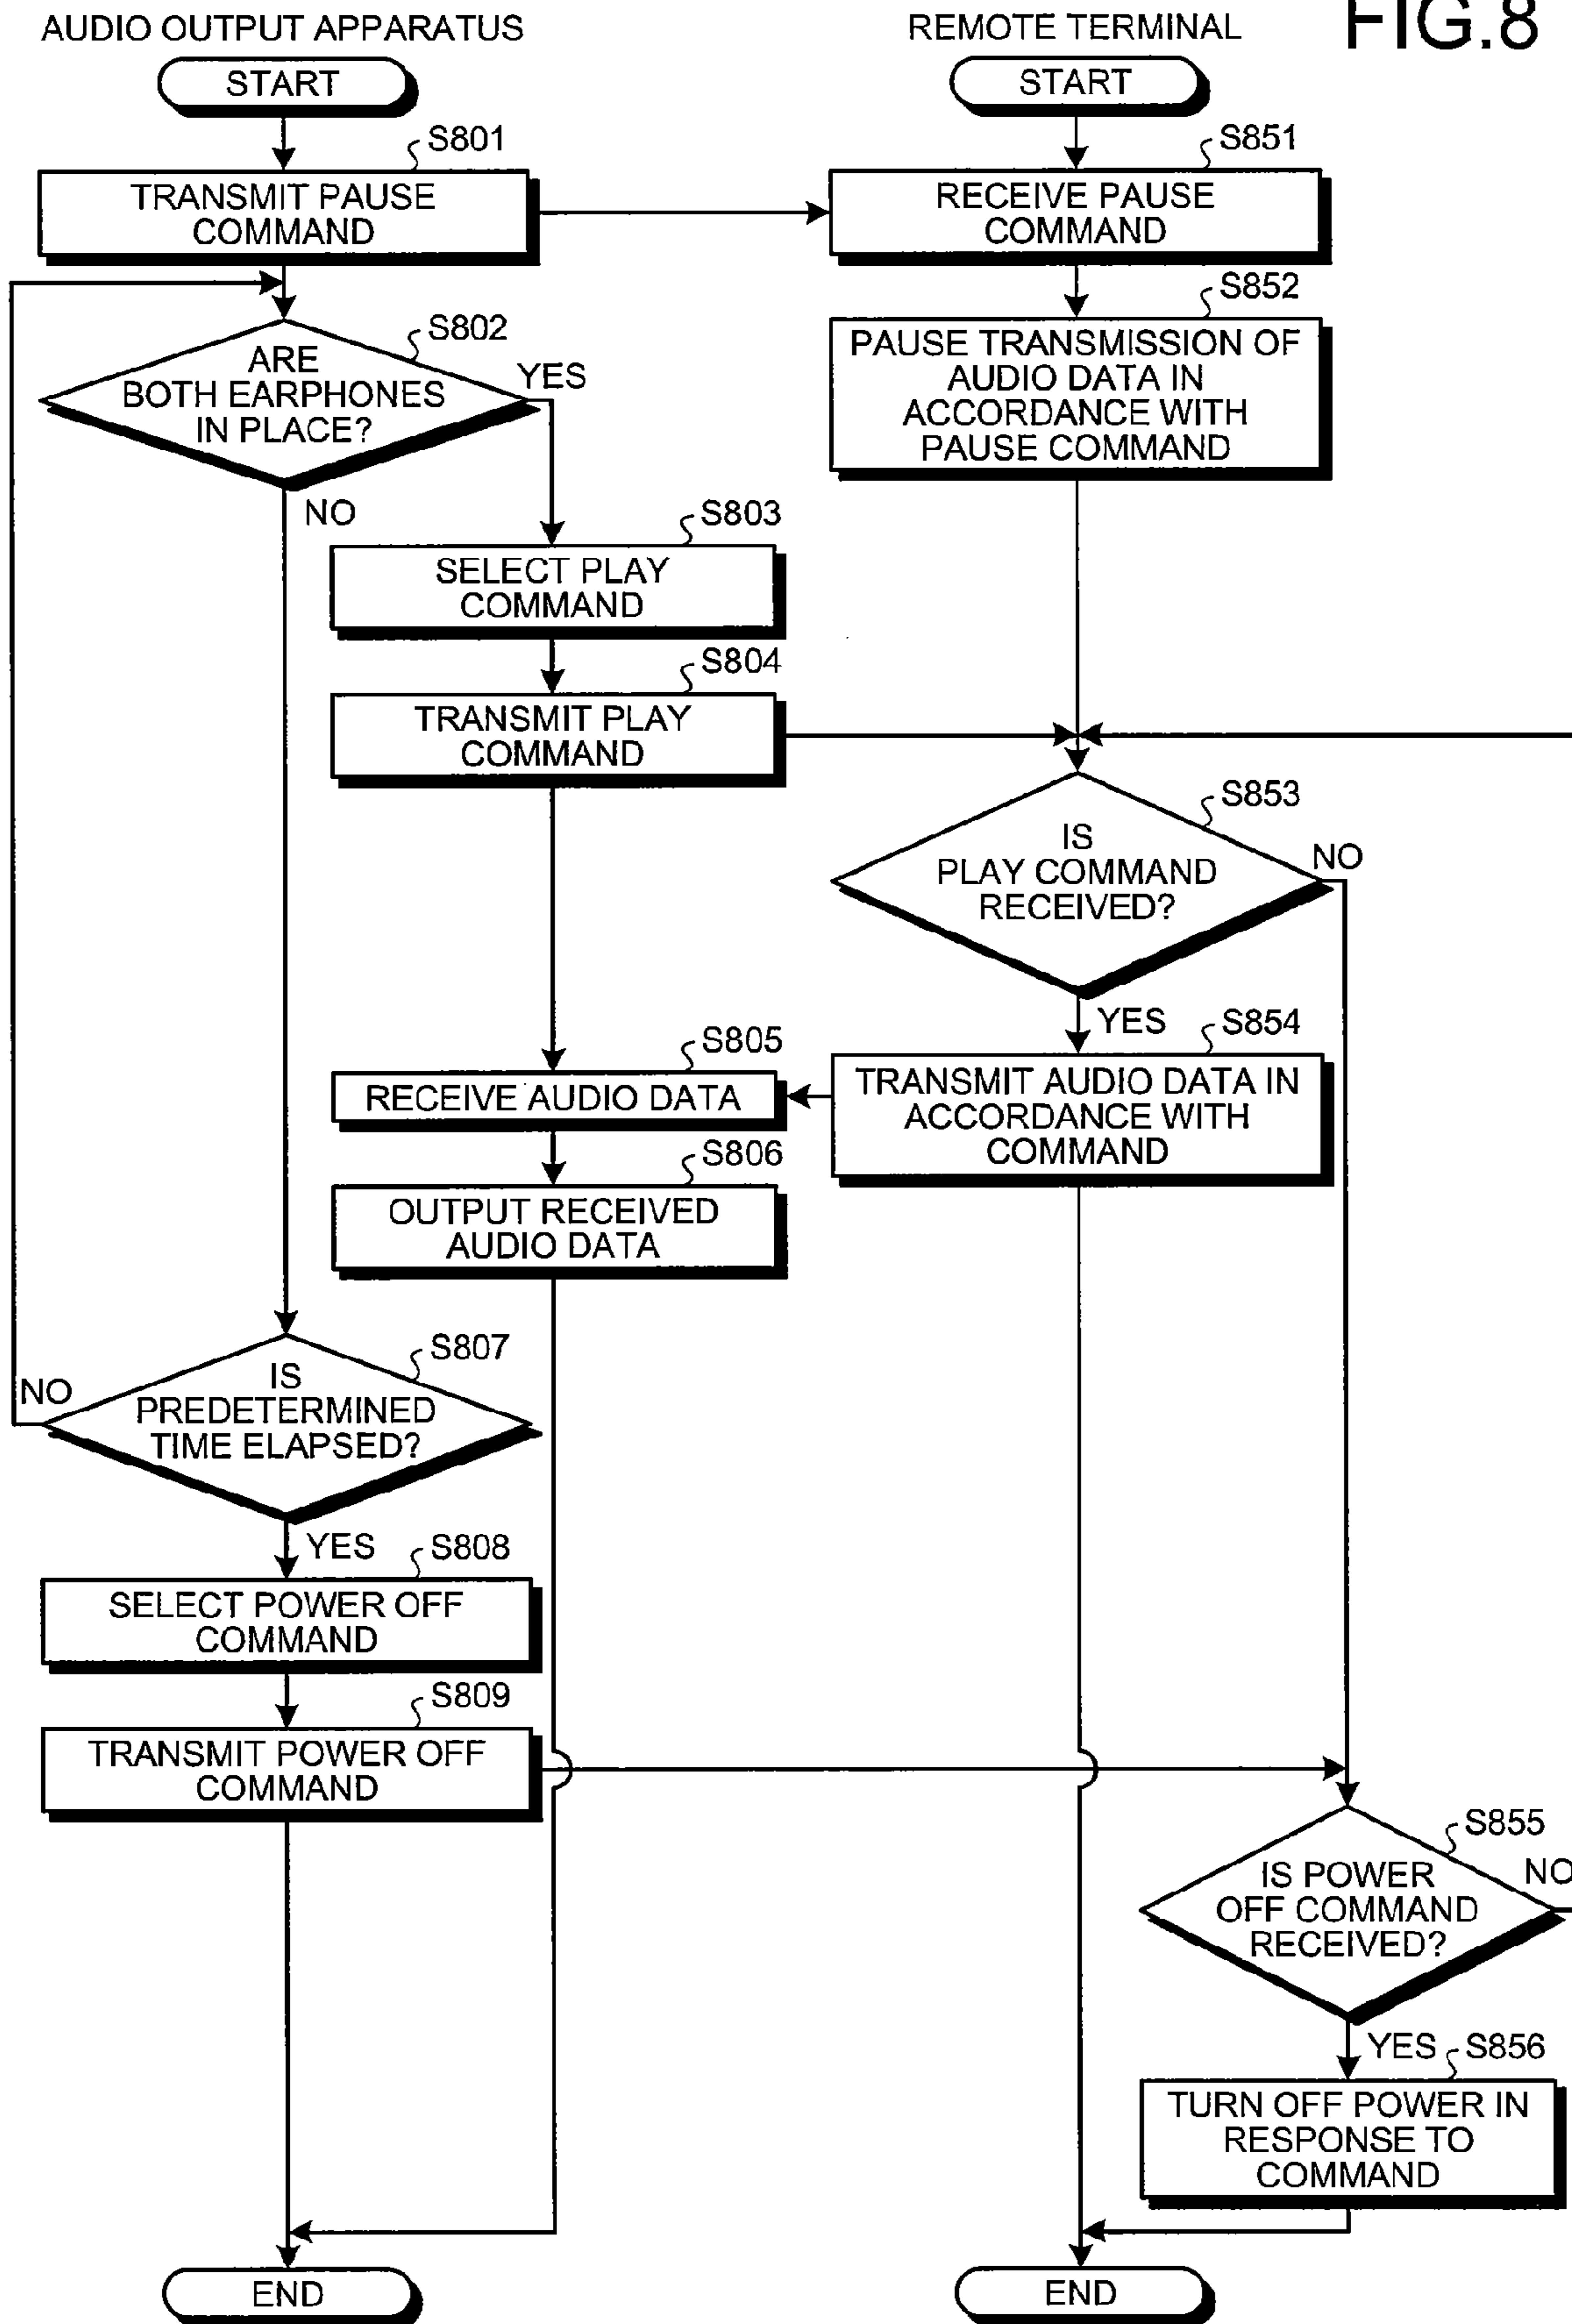 FIG.8
AUDIO OUTPUT APPARATUS
START
S801
TRANSMIT PAUSE
COMMAND
S802
ARE
BOTH EARPHONES
IN PLACE?
YES
NO
S803
SELECT PLAY
COMMAND
S804
TRANSMIT PLAY
COMMAND
S805
RECEIVE AUDIO DATA
S806
OUTPUT RECEIVED
AUDIO DATA
S807
IS
PREDETERMINED
TIME ELAPSED?
NO
YES
S808
SELECT POWER OFF
COMMAND
S809
TRANSMIT POWER OFF
COMMAND
END
REMOTE TERMINAL
START
S851
RECEIVE PAUSE
COMMAND
S852
PAUSE TRANSMISSION OF
AUDIO DATA IN
ACCORDANCE WITH
PAUSE COMMAND
S853
IS
PLAY COMMAND
RECEIVED?
NO
YES
S854
TRANSMIT AUDIO DATA IN
ACCORDANCE WITH
COMMAND
S855
IS POWER
OFF COMMAND
RECEIVED?
NO
YES
S856
TURN OFF POWER IN
RESPONSE TO
COMMAND
END